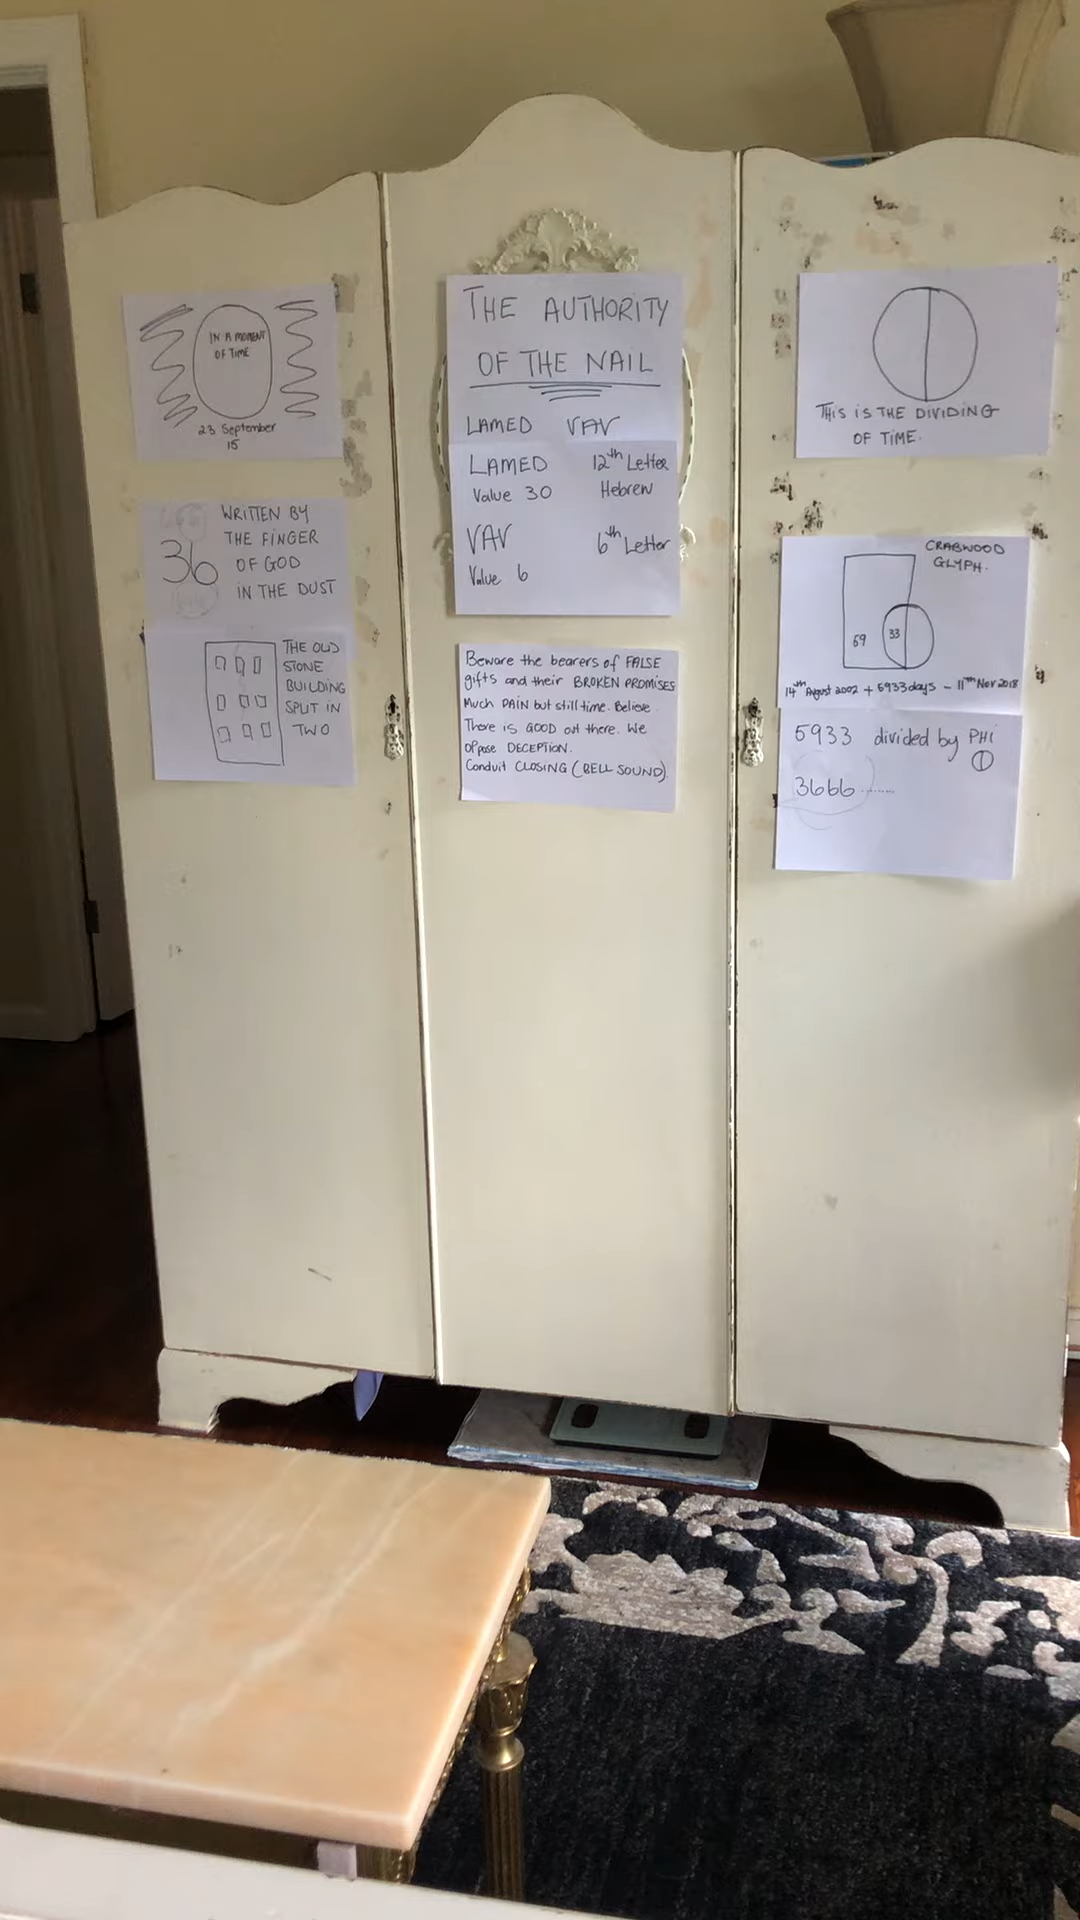 IN A MOMENT
OF TIME
23 September
15
36
WRITTEN BY
THE FINGER
OF GOD
IN THE DUST
THE OLD
STONE
BUILDING
SPLIT IN
TWO
THE AUTHORITY
OF THE NAIL
LAMED VAV
LAMED 12th Letter
Value 30 Hebrew
VAV 6th Letter
Value 6
Beware the bearers of FALSE
gifts and their BROKEN PROMISES
Much PAIN but still time. Believe.
There is GOOD out there. We
oppose DECEPTION.
Conduit CLOSING (BELL SOUND).
THIS IS THE DIVIDING
OF TIME.
CRABWOOD
GLYPH.
69 33
14th August 2002 + 5933 days - 11th Nov 2018
5933 divided by PHI
3666........